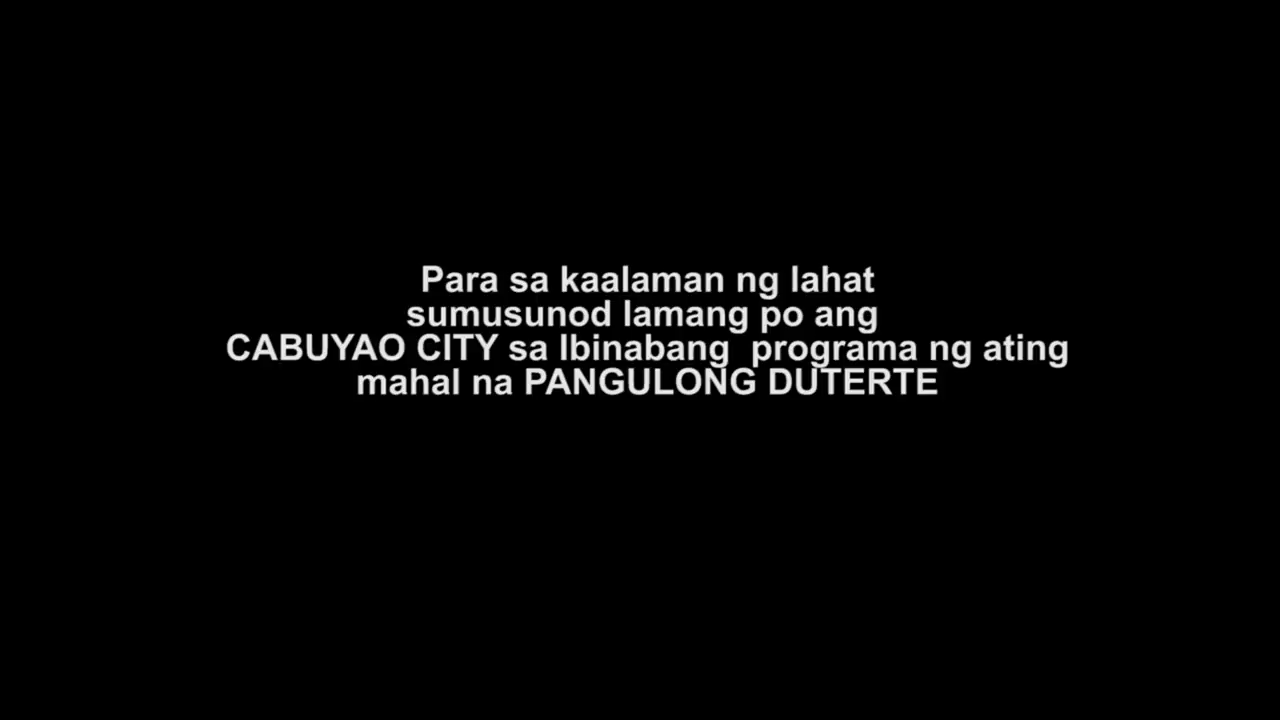 Para sa kaalaman ng lahat
sumusunod lamang po ang
CABUYAO CITY sa Ibinabang  programa ng ating
mahal na PANGULONG DUTERTE